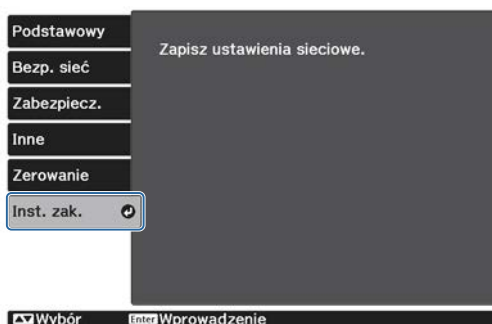 Podstawowy
Bezp. sieć
Zabezpiecz.
Inne
Zerowanie
Inst. zak.
Zapisz ustawienia sieciowe.
Wybór Enter Wprowadzenie